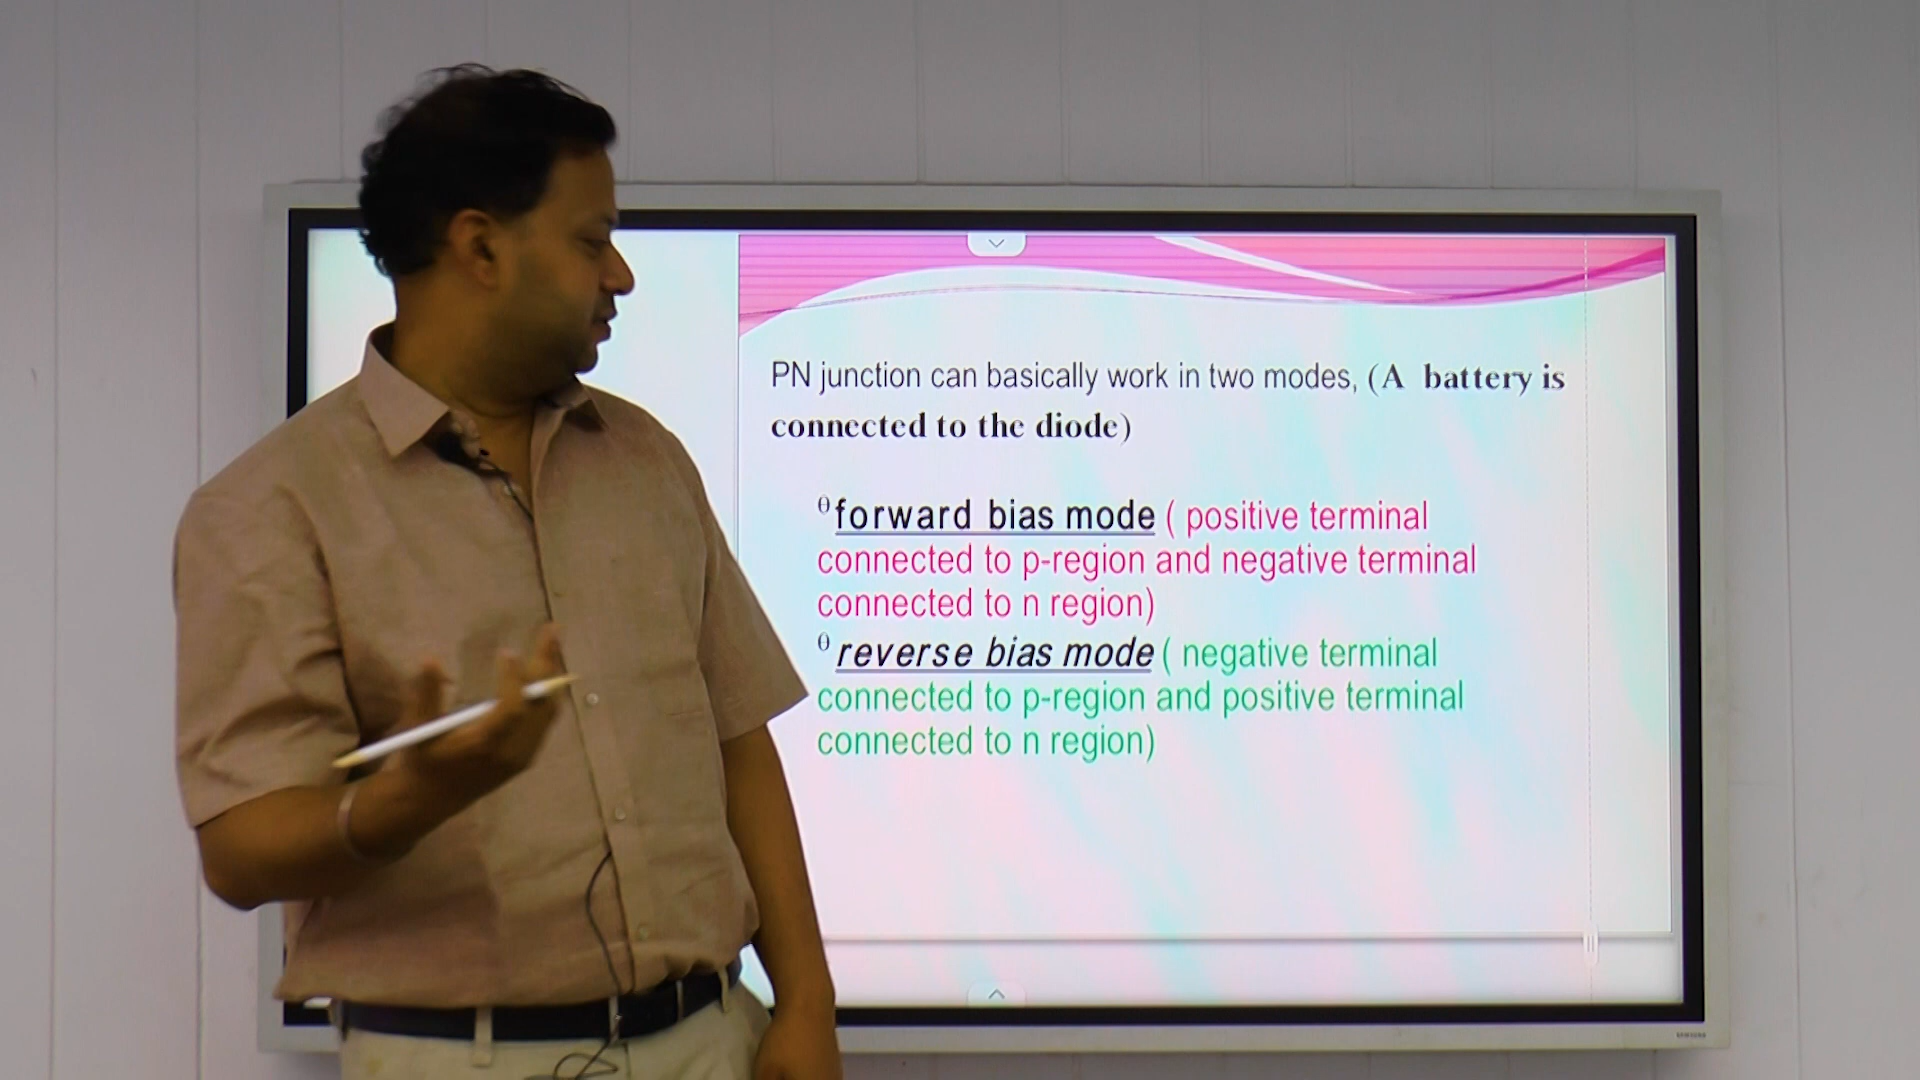 PN junction can basically work in two modes, (A battery is
connected to the diode)
θ forward bias mode ( positive terminal
connected to p-region and negative terminal
connected to n region)
θ reverse bias mode ( negative terminal
connected to p-region and positive terminal
connected to n region)
SAMSUNG